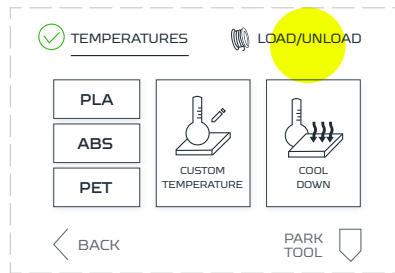 TEMPERATURES
LOAD/UNLOAD
PLA
ABS
PET
CUSTOM
TEMPERATURE
COOL
DOWN
BACK
PARK
TOOL